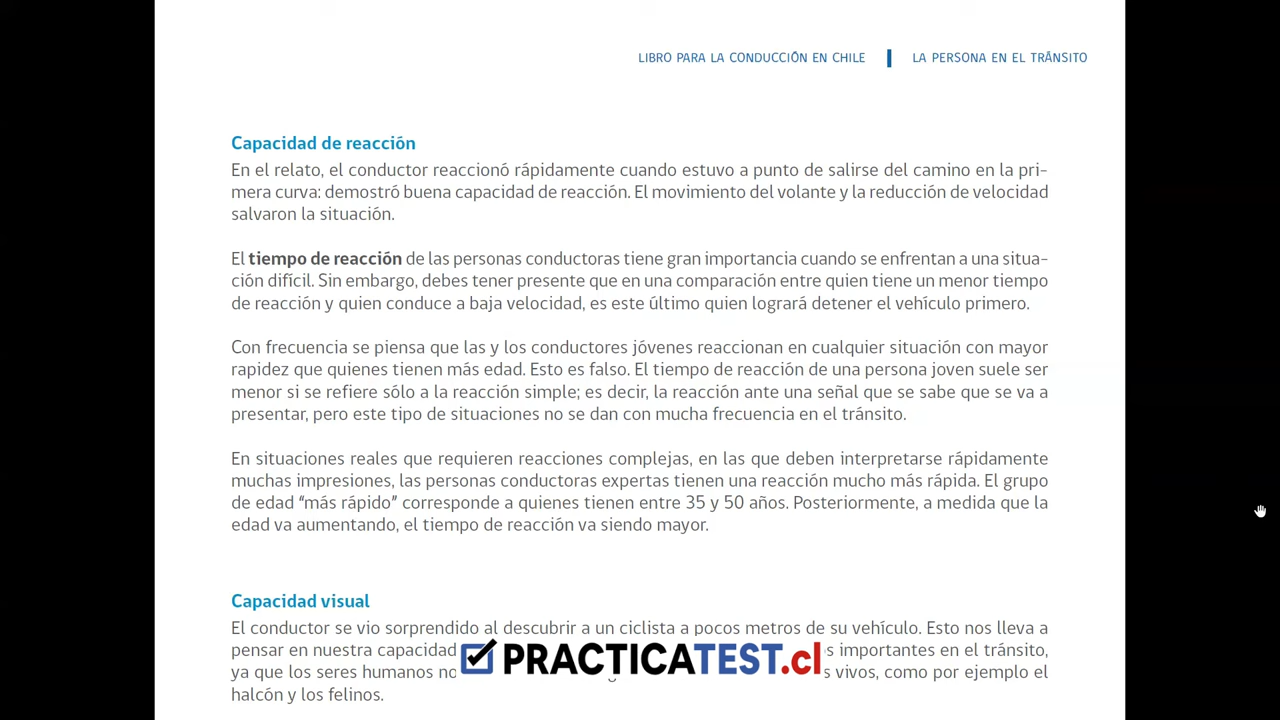 LIBRO PARA LA CONDUCCIÓN EN CHILE | LA PERSONA EN EL TRÁNSITO
Capacidad de reacción
En el relato, el conductor reaccionó rápidamente cuando estuvo a punto de salirse del camino en la pri-
mera curva: demostró buena capacidad de reacción. El movimiento del volante y la reducción de velocidad
salvaron la situación.
El tiempo de reacción de las personas conductoras tiene gran importancia cuando se enfrentan a una situa-
ción difícil. Sin embargo, debes tener presente que en una comparación entre quien tiene un menor tiempo
de reacción y quien conduce a baja velocidad, es este último quien logrará detener el vehículo primero.
Con frecuencia se piensa que las y los conductores jóvenes reaccionan en cualquier situación con mayor
rapidez que quienes tienen más edad. Esto es falso. El tiempo de reacción de una persona joven suele ser
menor si se refiere sólo a la reacción simple; es decir, la reacción ante una señal que se sabe que se va a
presentar, pero este tipo de situaciones no se dan con mucha frecuencia en el tránsito.
En situaciones reales que requieren reacciones complejas, en las que deben interpretarse rápidamente
muchas impresiones, las personas conductoras expertas tienen una reacción mucho más rápida. El grupo
de edad “más rápido” corresponde a quienes tienen entre 35 y 50 años. Posteriormente, a medida que la
edad va aumentando, el tiempo de reacción va siendo mayor.
Capacidad visual
El conductor se vio sorprendido al descubrir a un ciclista a pocos metros de su vehículo. Esto nos lleva a
pensar en nuestra capacidad importantes en el tránsito,
ya que los seres humanos vivos, como por ejemplo el
halcón y los felinos.
PRACTICATEST.cl